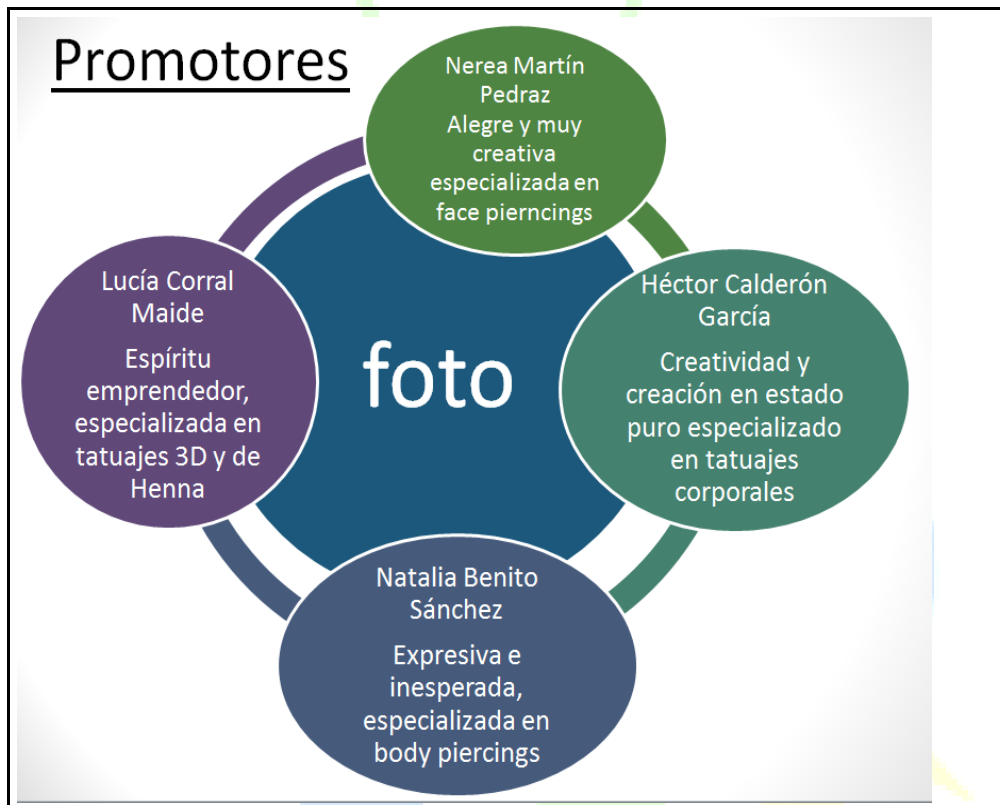 Promotores
Nerea Martín
Pedraz
Alegre y muy
creativa
especializada en
face pierncings
Lucía Corral
Maide
Espíritu
emprendedor,
especializada en
tatuajes 3D y de
Henna
foto
Héctor Calderón
García
Creatividad y
creación en estado
puro especializado
en tatuajes
corporales
Natalia Benito
Sánchez
Expresiva e
inesperada,
especializada en
body piercings